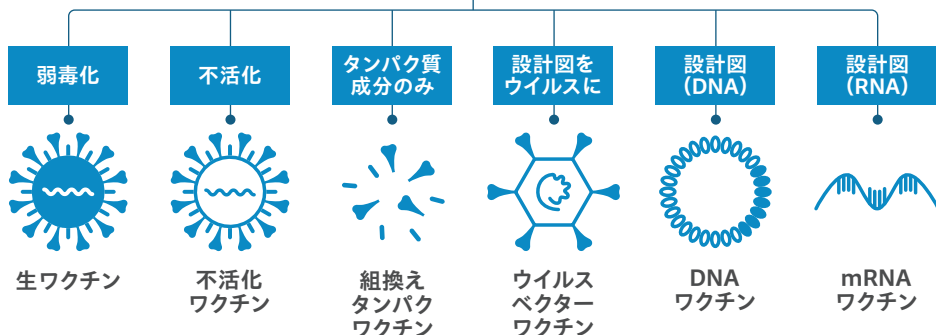 弱毒化
不活化
タンパク質
成分のみ
設計図を
ウイルスに
設計図
（DNA）
設計図
（RNA）
生ワクチン
不活化
ワクチン
組換え
タンパク
ワクチン
ウイルス
ベクター
ワクチン
DNA
ワクチン
mRNA
ワクチン